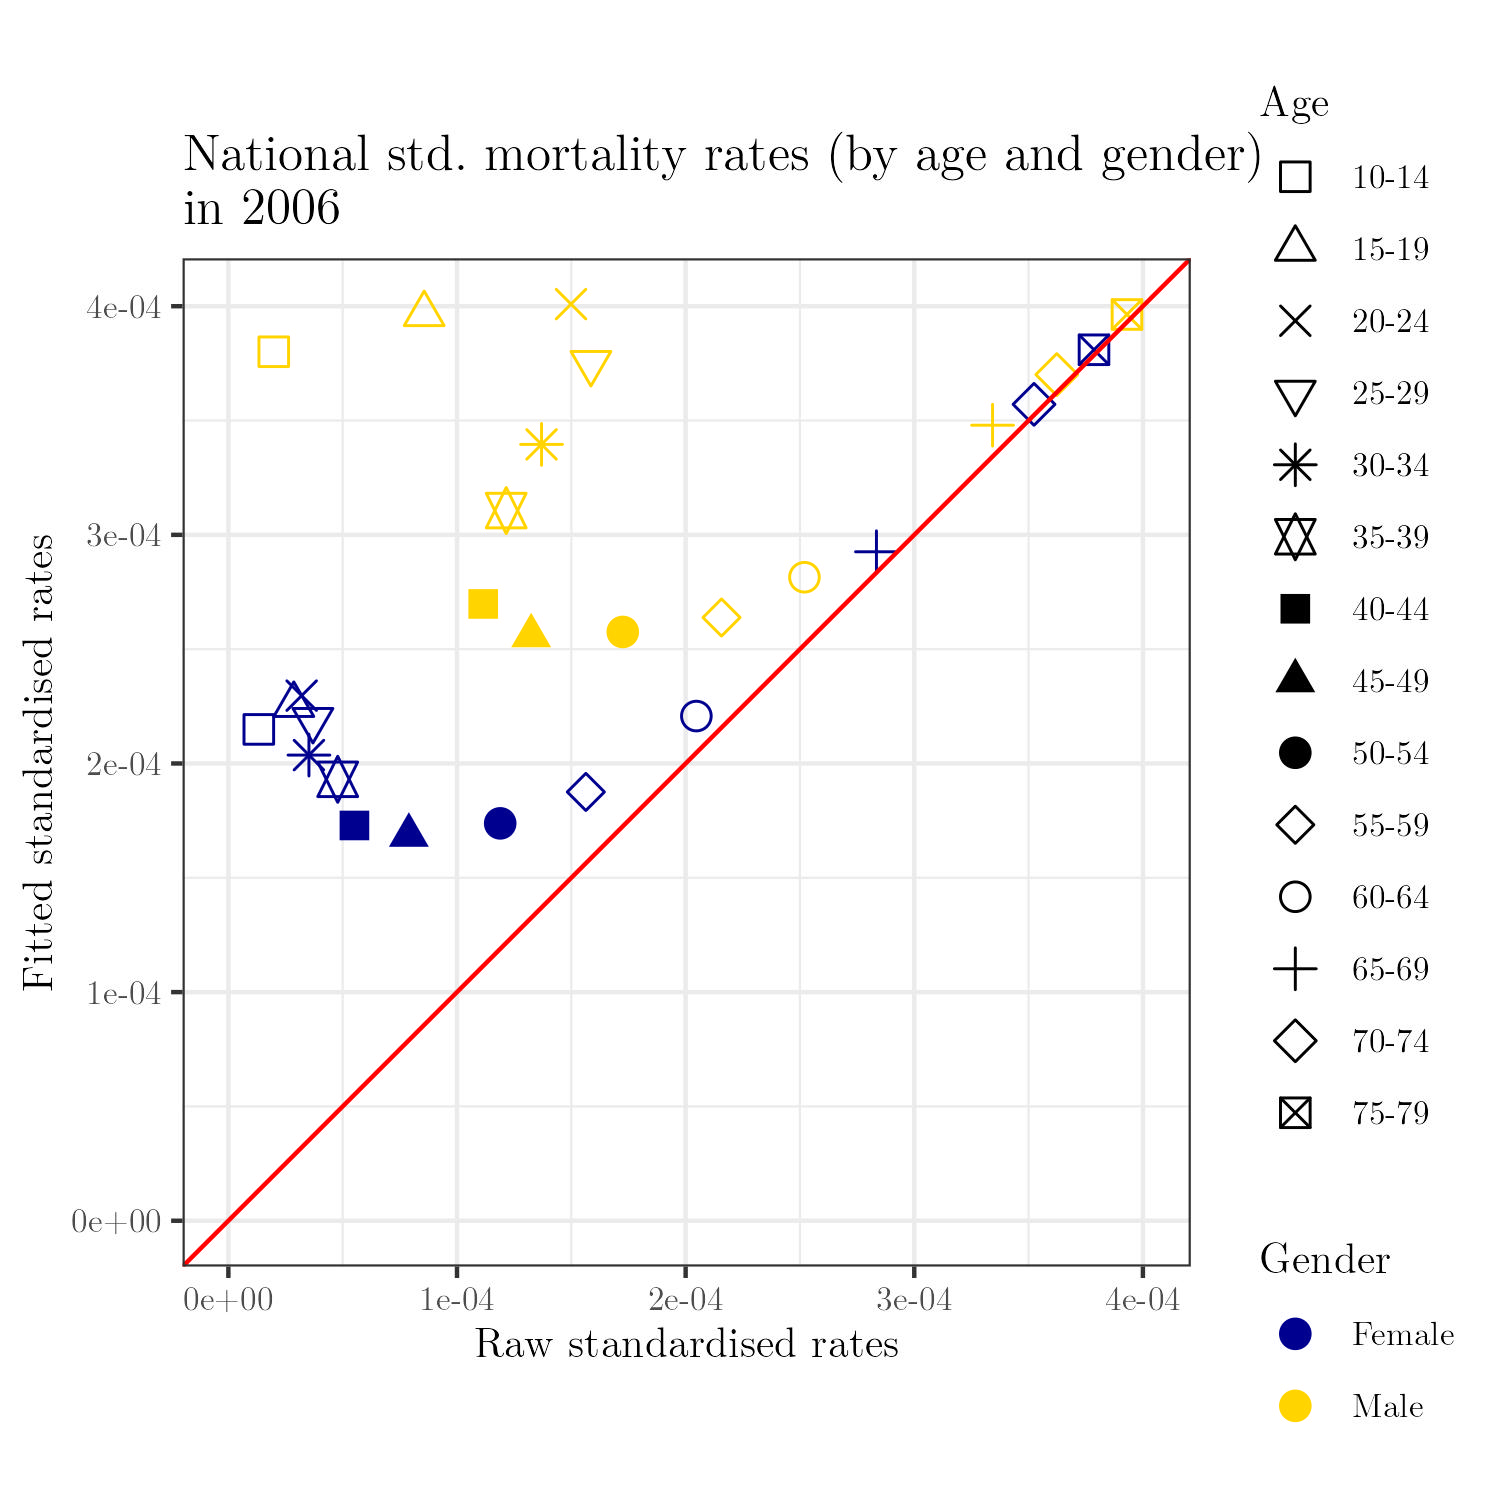 National std. mortality rates (by age and gender)
in 2006
Fitted standardised rates
4e-04
3e-04
2e-04
1e-04
0e+00
0e+00
1e-04
2e-04
3e-04
4e-04
Raw standardised rates
Age
10-14
15-19
20-24
25-29
30-34
35-39
40-44
45-49
50-54
55-59
60-64
65-69
70-74
75-79
Gender
Female
Male